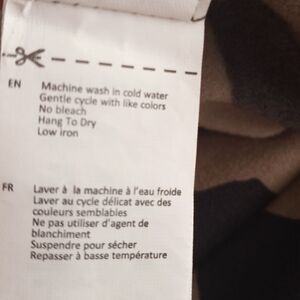 EN
Machine wash in cold water
Gentle cycle with like colors
No bleach
Hang To Dry
Low iron
FR
Laver à la machine à l'eau froide
Laver au cycle délicat avec des
couleurs semblables
Ne pas utiliser d'agent de
blanchiment
Suspendre pour sécher
Repasser à basse température